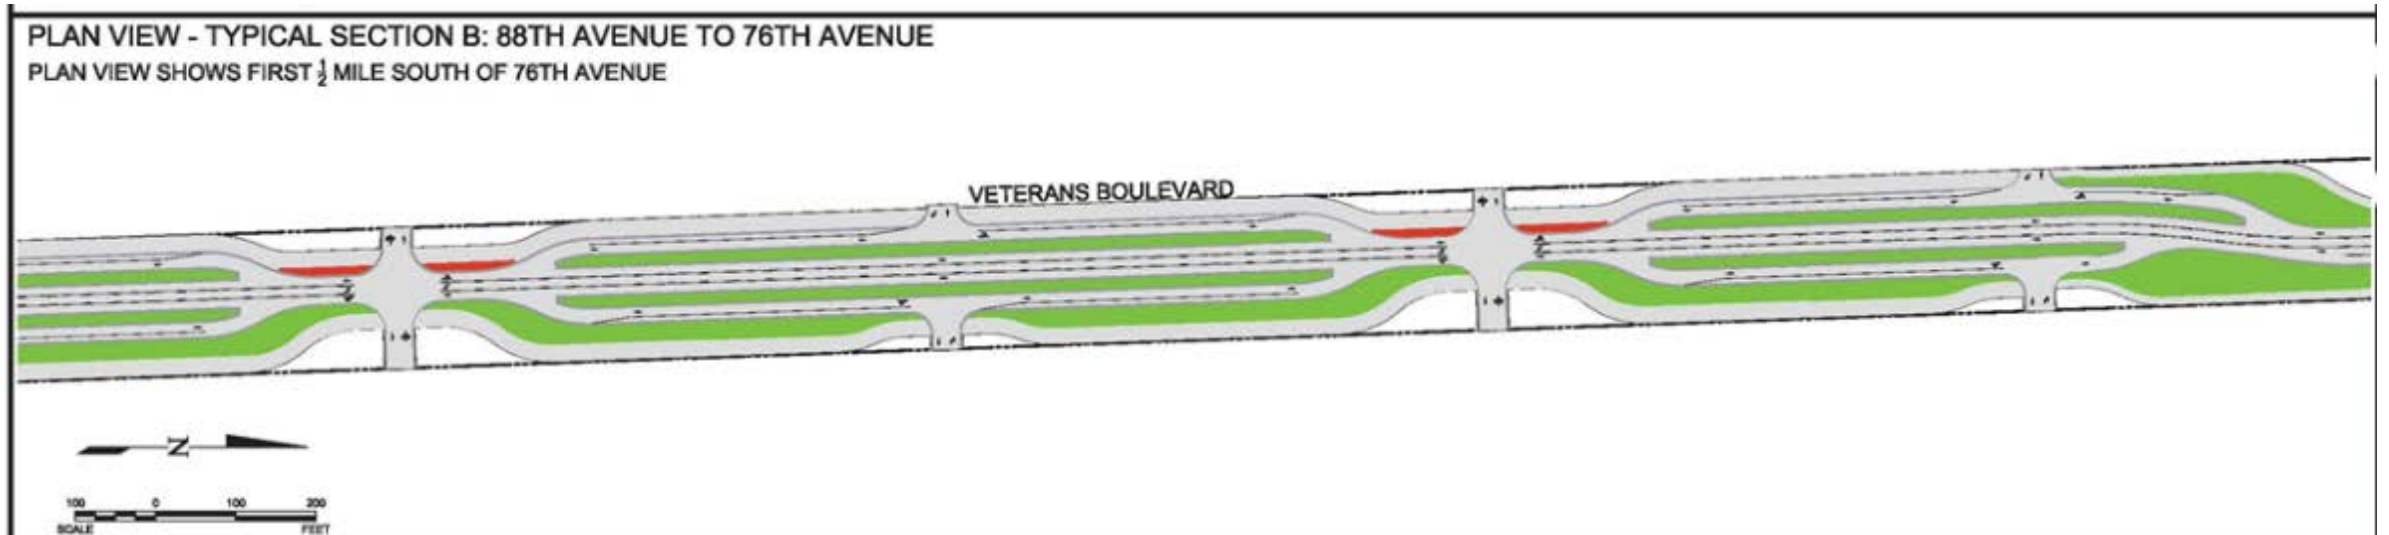 PLAN VIEW - TYPICAL SECTION B: 88TH AVENUE TO 76TH AVENUE
PLAN VIEW SHOWS FIRST ½ MILE SOUTH OF 76TH AVENUE
VETERANS BOULEVARD
N
100 0 100 200
SCALE FEET